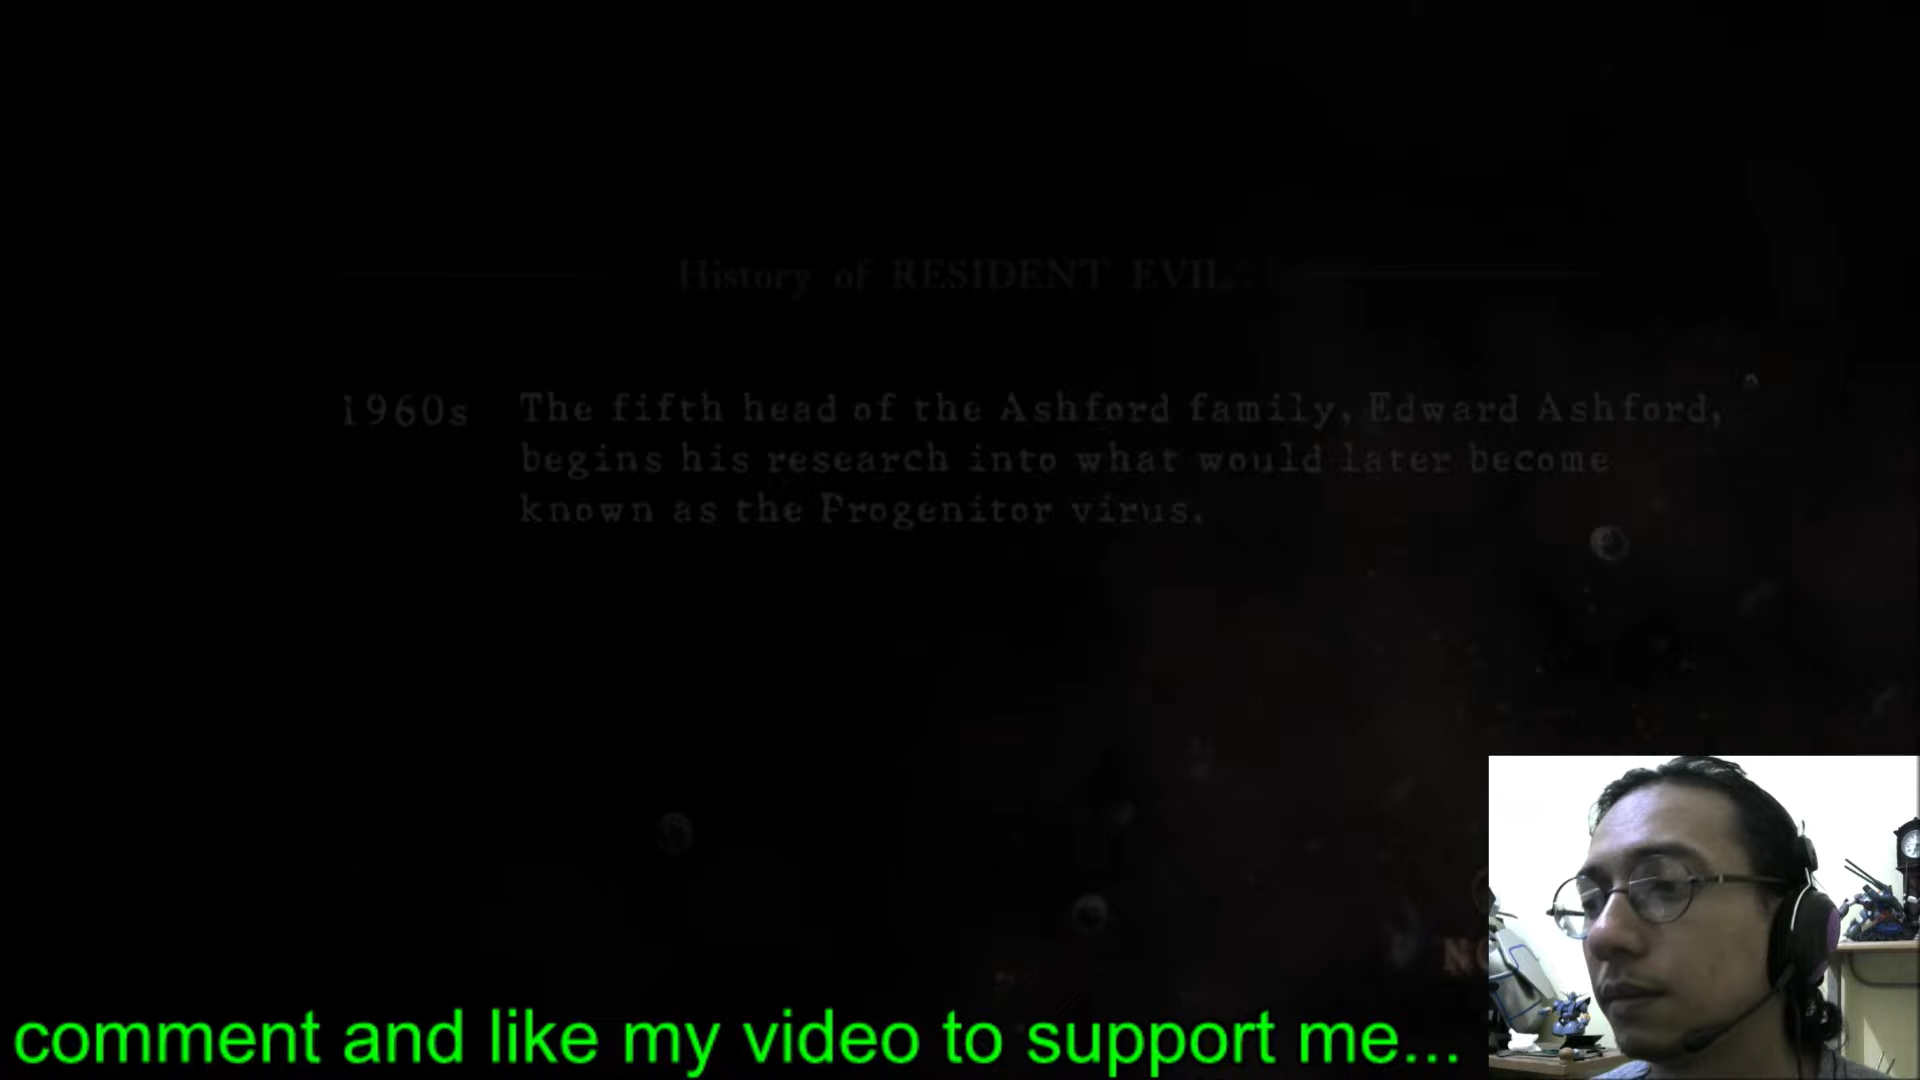 History of RESIDENT EVIL
1960s The fifth head of the Ashford family, Edward Ashford,
begins his research into what would later become
known as the Progenitor virus.
comment and like my video to support me...